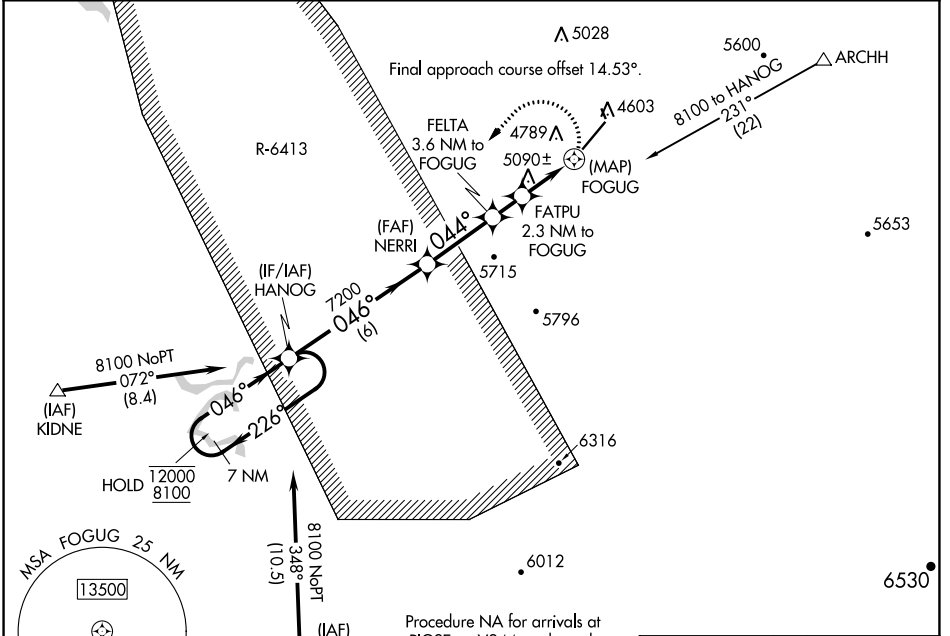 5028
5600
ARCHH
Final approach course offset 14.53°.
8100 to HANOG
231°
(22)
4603
FELTA
3.6 NM to
FOGUG
4789
5090±
(MAP)
FOGUG
R-6413
FATPU
2.3 NM to
FOGUG
(FAF)
NERRI
044°
5653
5715
(IF/IAF)
HANOG
7200
046°
(6)
5796
8100 NoPT
072°
(8.4)
(IAF)
KIDNE
046°
226°
HOLD
12000
8100
7 NM
6316
8100 NoPT
348°
(10.5)
MSA FOGUG 25 NM
13500
6012
6530
(IAF)
Procedure NA for arrivals at